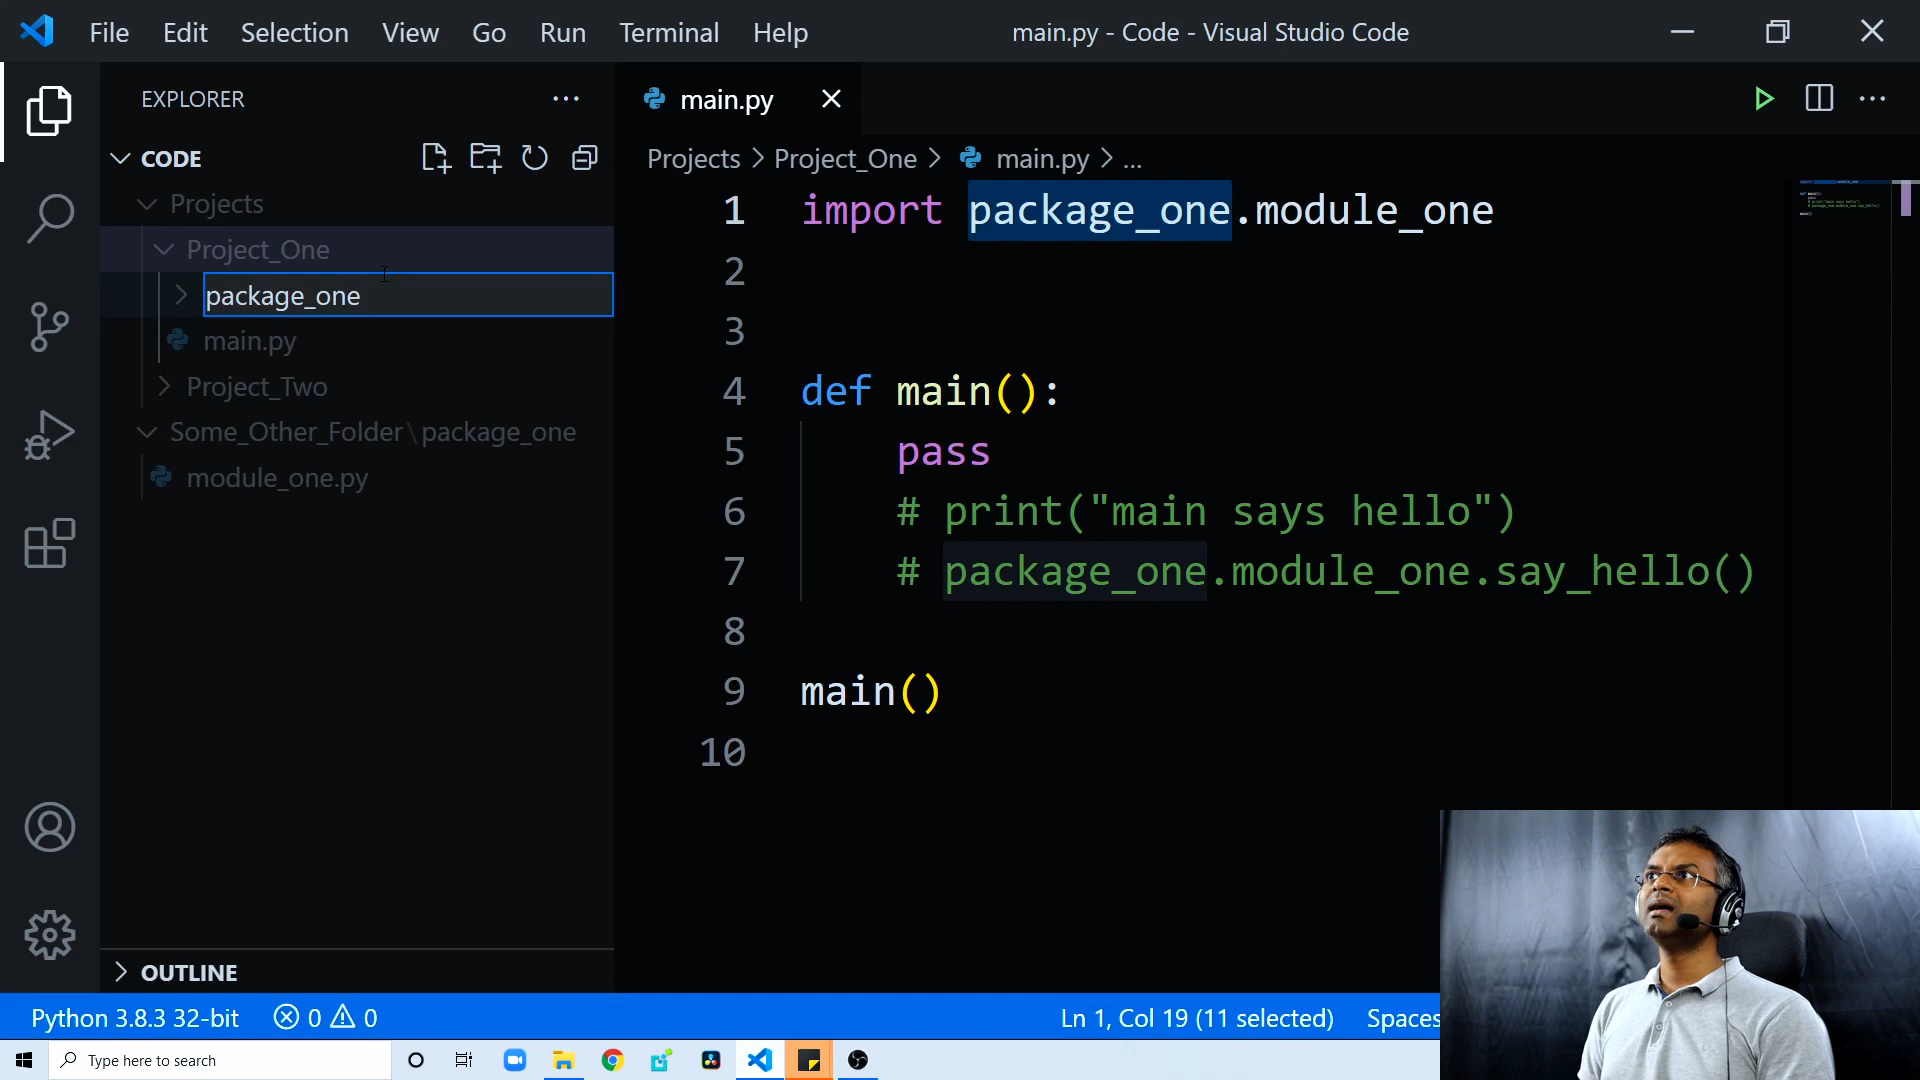 File Edit Selection View Go Run Terminal Help
main.py - Code - Visual Studio Code
EXPLORER
CODE
Projects
Project_One
package_one
main.py
Project_Two
Some_Other_Folder\package_one
module_one.py
OUTLINE
main.py
Projects > Project_One > main.py > ...
1 import package_one.module_one
2
3
4 def main():
5 pass
6 # print("main says hello")
7 # package_one.module_one.say_hello()
8
9 main()
10
Python 3.8.3 32-bit 0 0 Ln 1, Col 19 (11 selected) Spaces
Type here to search